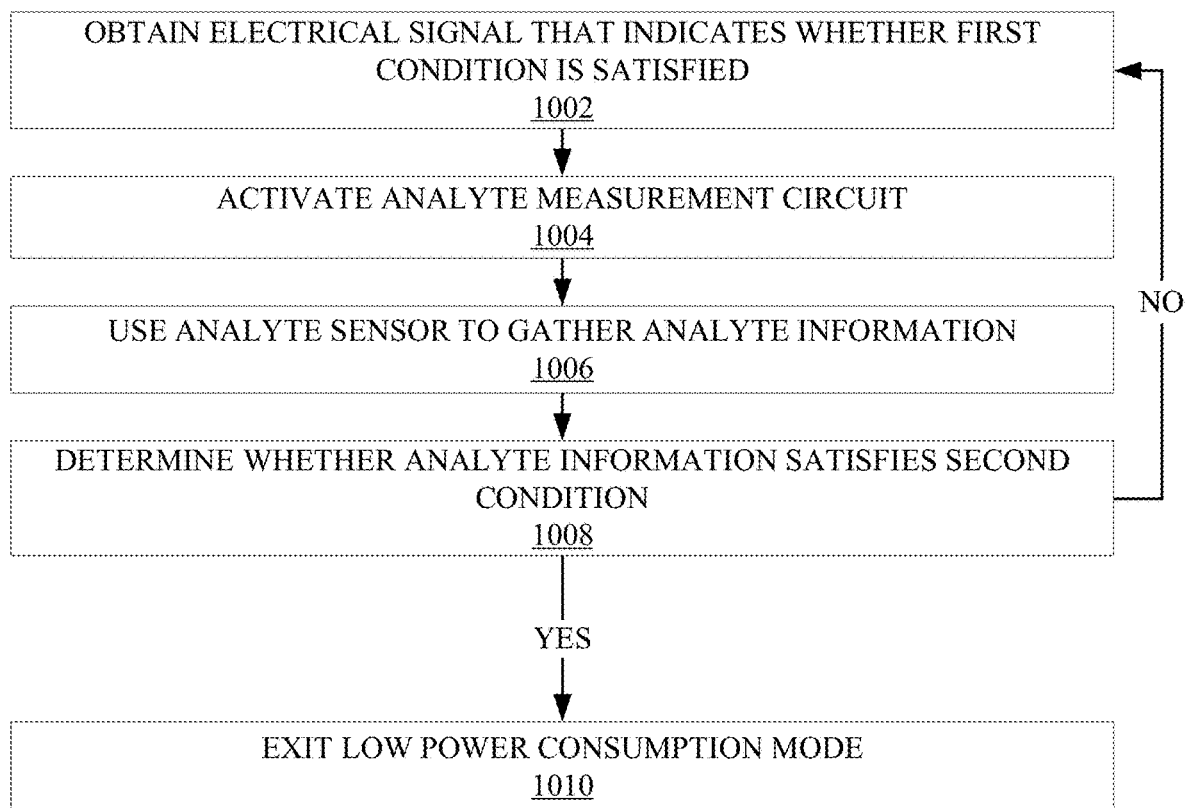 OBTAIN ELECTRICAL SIGNAL THAT INDICATES WHETHER FIRST
CONDITION IS SATISFIED
1002
ACTIVATE ANALYTE MEASUREMENT CIRCUIT
1004
USE ANALYTE SENSOR TO GATHER ANALYTE INFORMATION
1006
NO
DETERMINE WHETHER ANALYTE INFORMATION SATISFIES SECOND
CONDITION
1008
YES
EXIT LOW POWER CONSUMPTION MODE
1010